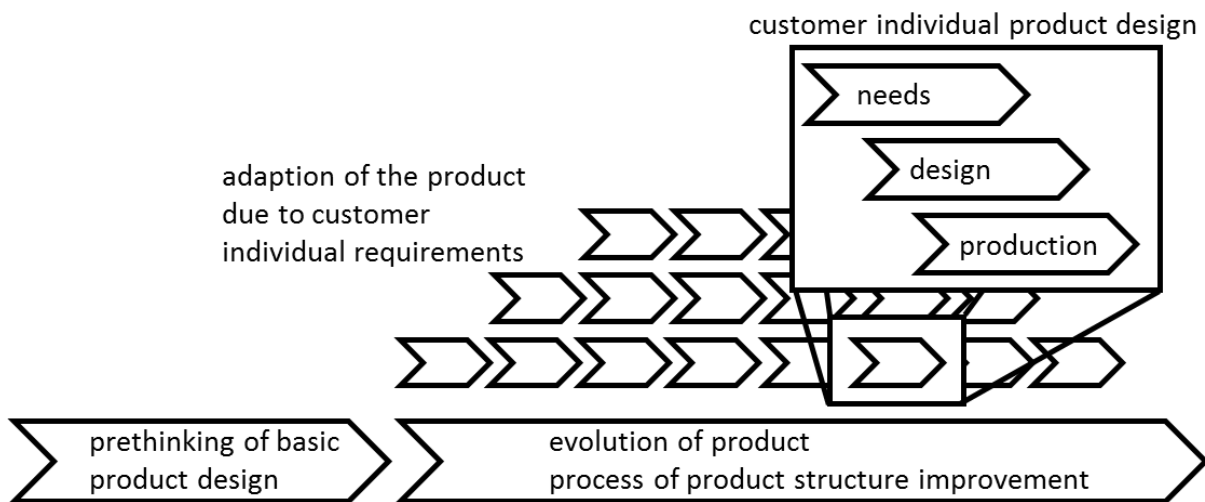 customer individual product design
needs
design
production
adaption of the product
due to customer
individual requirements
prethinking of basic
product design
evolution of product
process of product structure improvement